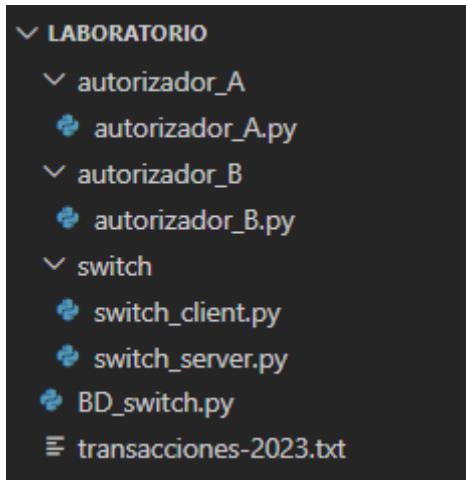 LABORATORIO
autorizador_A
autorizador_A.py
autorizador_B
autorizador_B.py
switch
switch_client.py
switch_server.py
BD_switch.py
transacciones-2023.txt